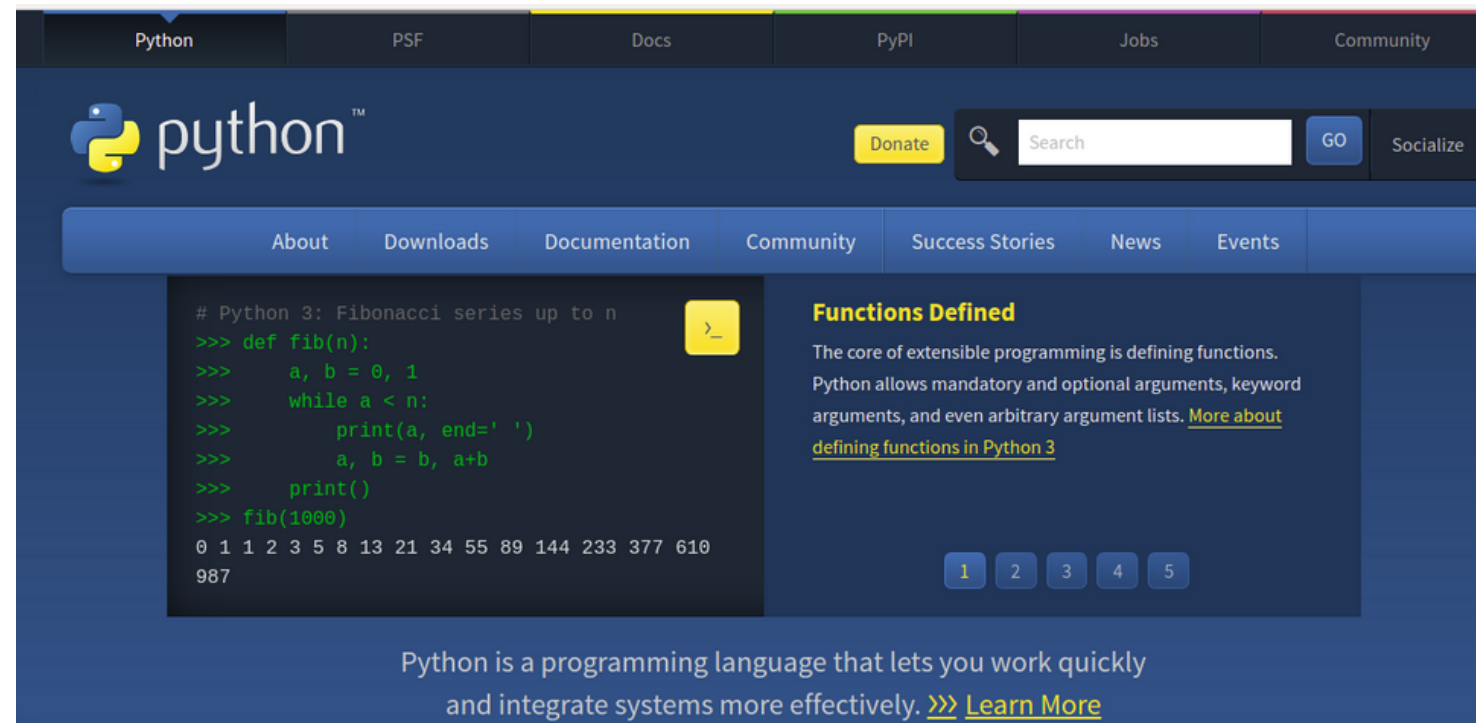 Python PSF Docs PyPI Jobs Community
python™
Donate Search GO Socialize
About Downloads Documentation Community Success Stories News Events
# Python 3: Fibonacci series up to n
>>> def fib(n):
>>>     a, b = 0, 1
>>>     while a < n:
>>>         print(a, end=' ')
>>>         a, b = b, a+b
>>>     print()
>>> fib(1000)
0 1 1 2 3 5 8 13 21 34 55 89 144 233 377 610
987
>_
Functions Defined
The core of extensible programming is defining functions.
Python allows mandatory and optional arguments, keyword
arguments, and even arbitrary argument lists. More about
defining functions in Python 3
1 2 3 4 5
Python is a programming language that lets you work quickly
and integrate systems more effectively. >>> Learn More